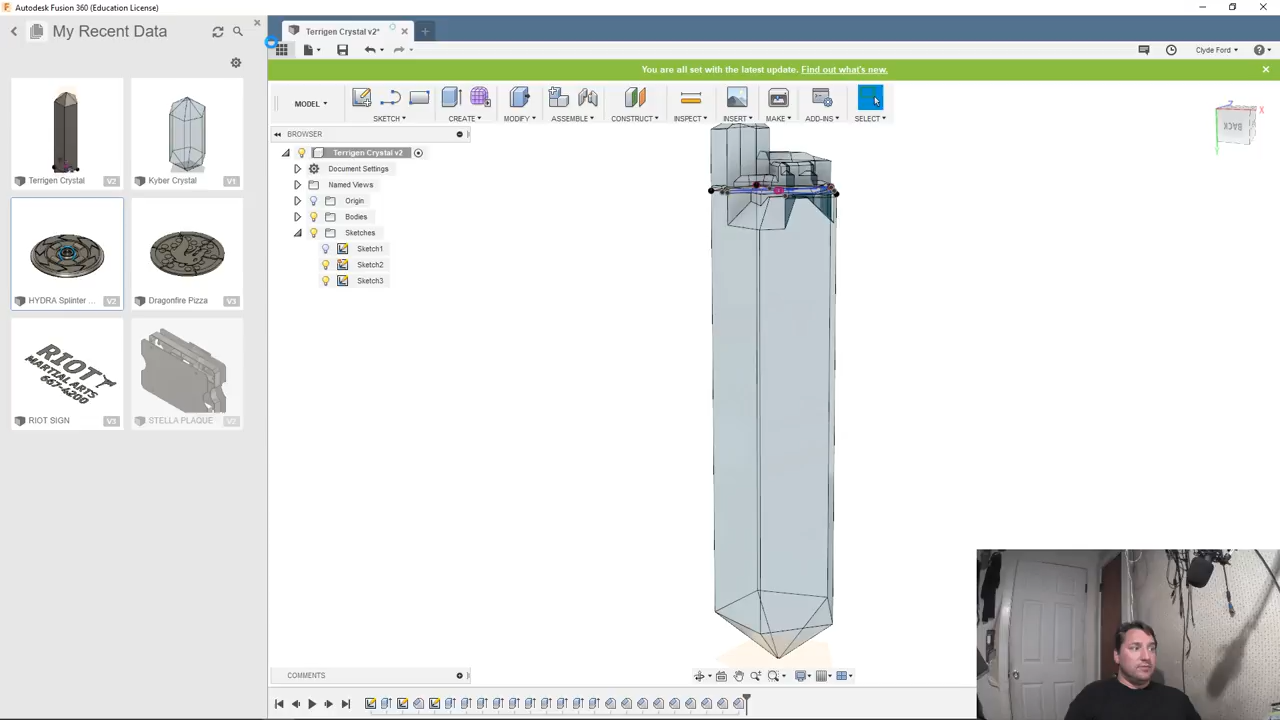 Autodesk Fusion 360 (Education License)
My Recent Data
Terrigen Crystal v2*
Clyde Ford
You are all set with the latest update. Find out what's new.
MODEL
SKETCH
CREATE
MODIFY
ASSEMBLE
CONSTRUCT
INSPECT
INSERT
MAKE
ADD-INS
SELECT
BACK
X
Z
BROWSER
Terrigen Crystal v2
Document Settings
Named Views
Origin
Bodies
Sketches
Sketch1
Sketch2
Sketch3
Terrigen Crystal V2
Kyber Crystal V1
HYDRA Splinter ... V2
Dragonfire Pizza V3
RIOT
MARTIAL ARTS
667-4200
RIOT SIGN V3
STELLA PLAQUE V2
COMMENTS